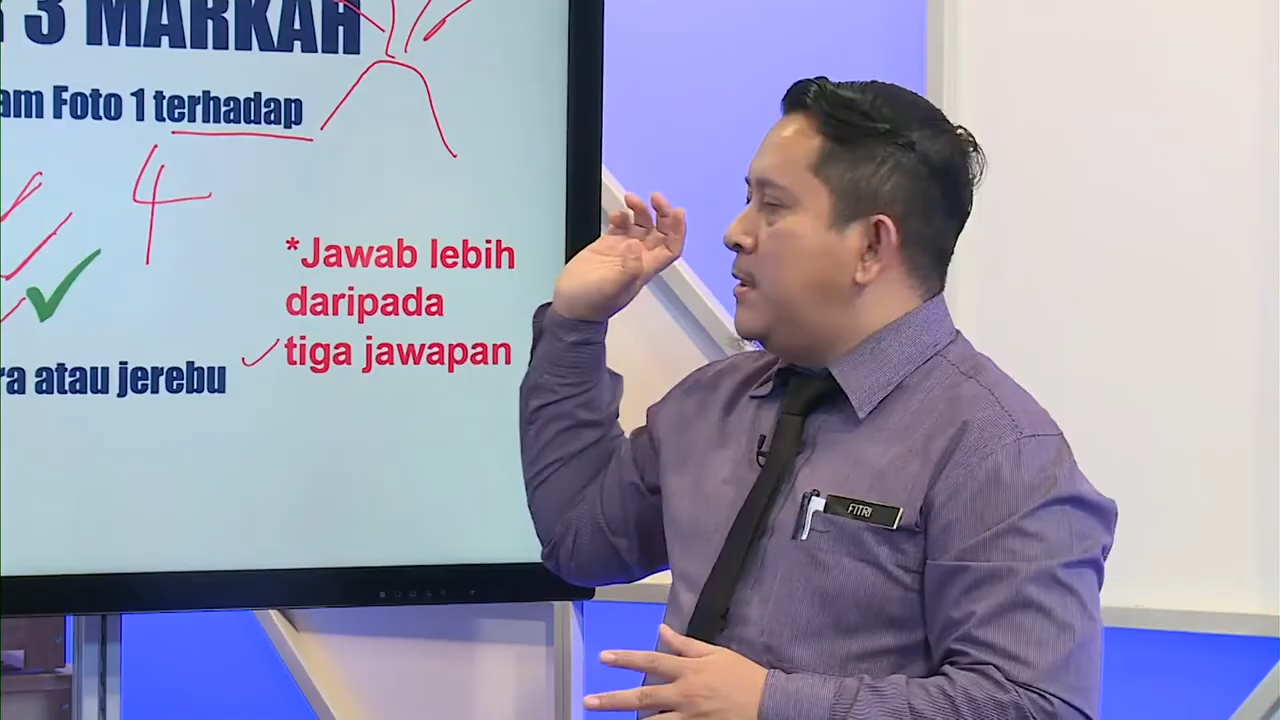 3 MARKAH
am Foto 1 terhadap
4
*Jawab lebih
daripada
tiga jawapan
ra atau jerebu
FITRI